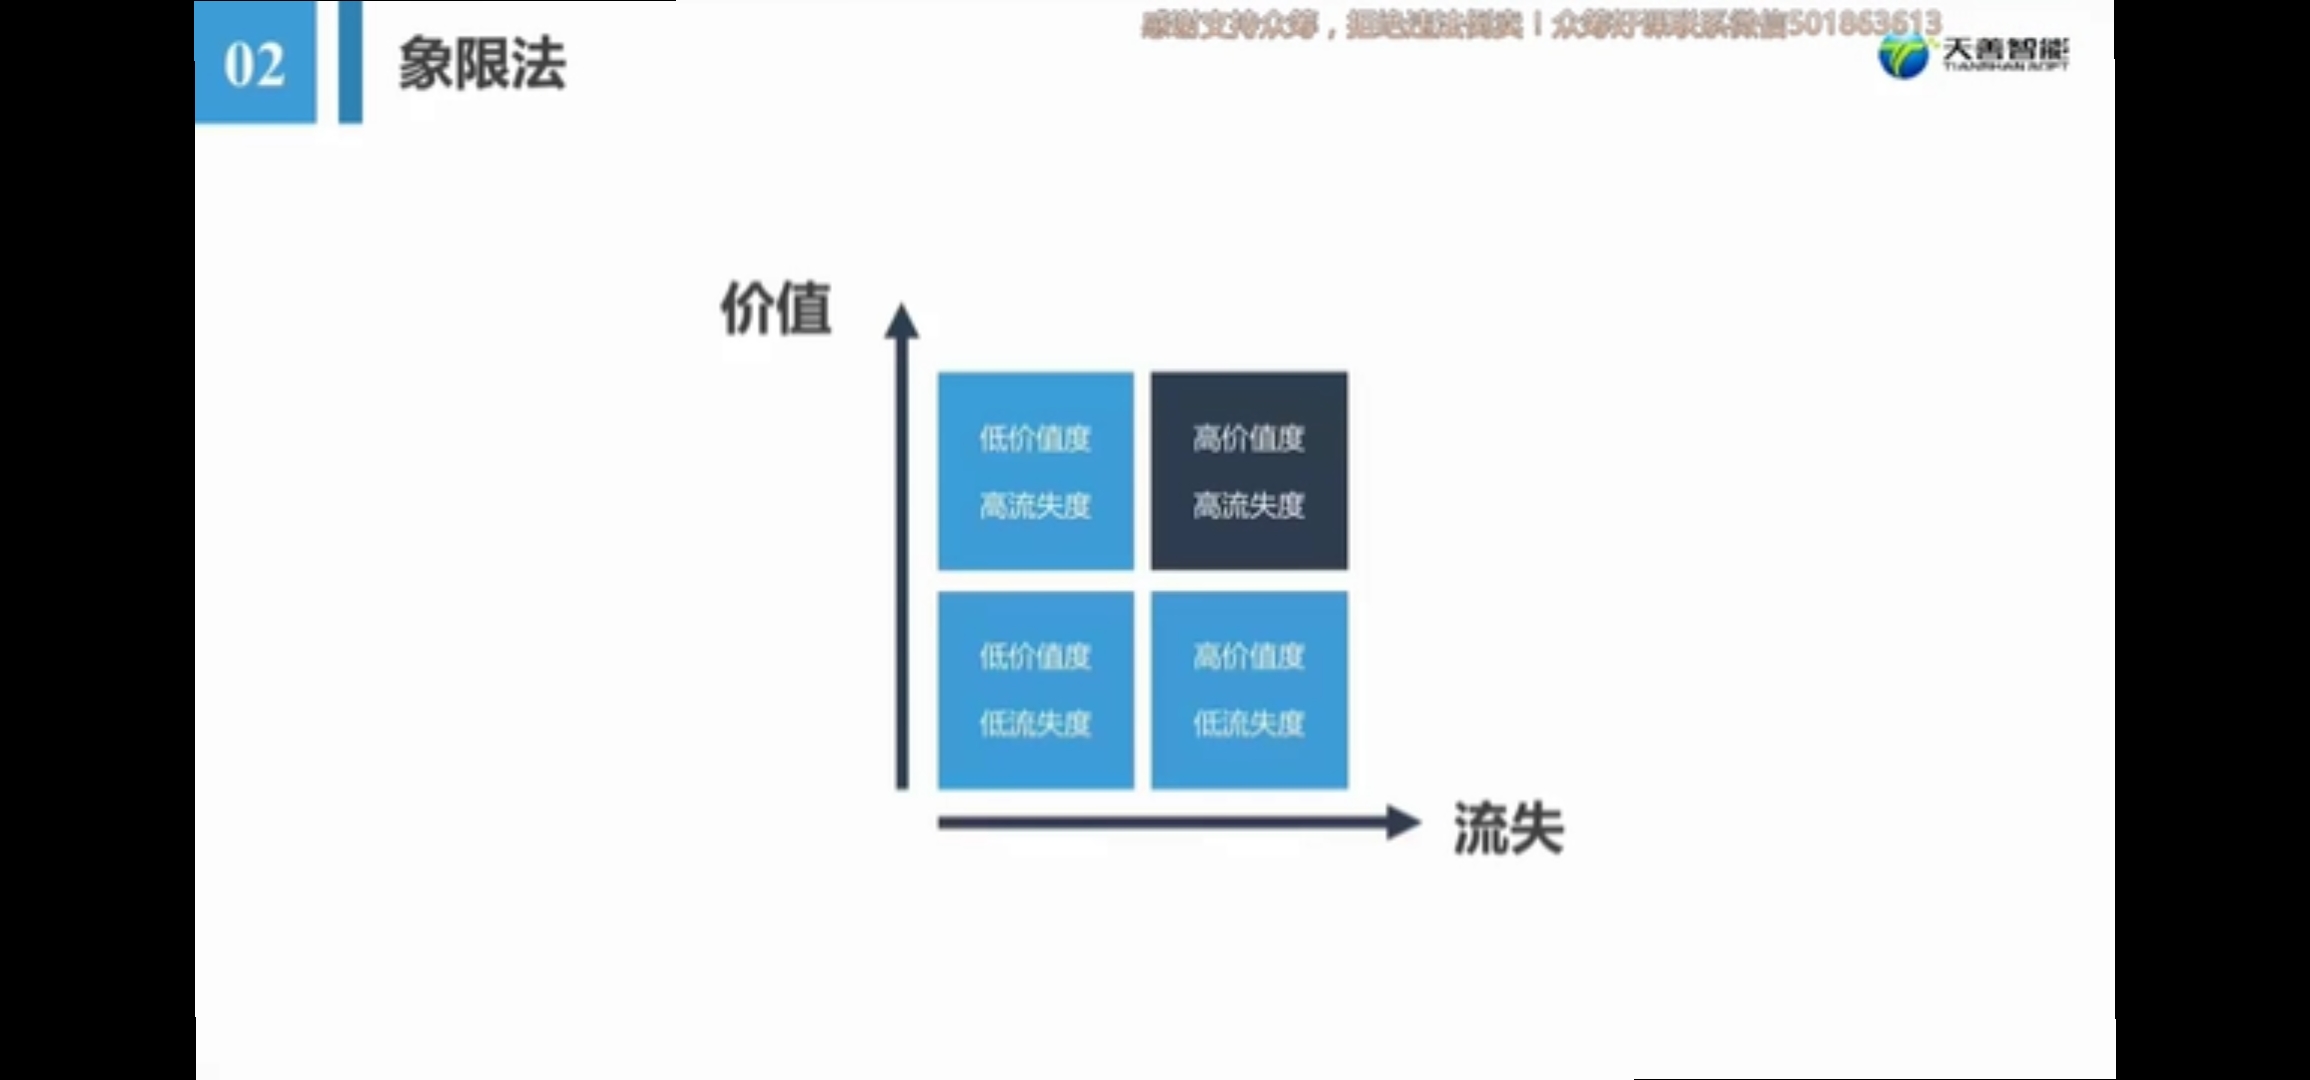 感谢支持众筹，拒绝违法倒卖！众筹好课联系微信501863613
02
象限法
天善智能
TIANSHANSOFT
价值
低价值度
高流失度
高价值度
高流失度
低价值度
低流失度
高价值度
低流失度
流失